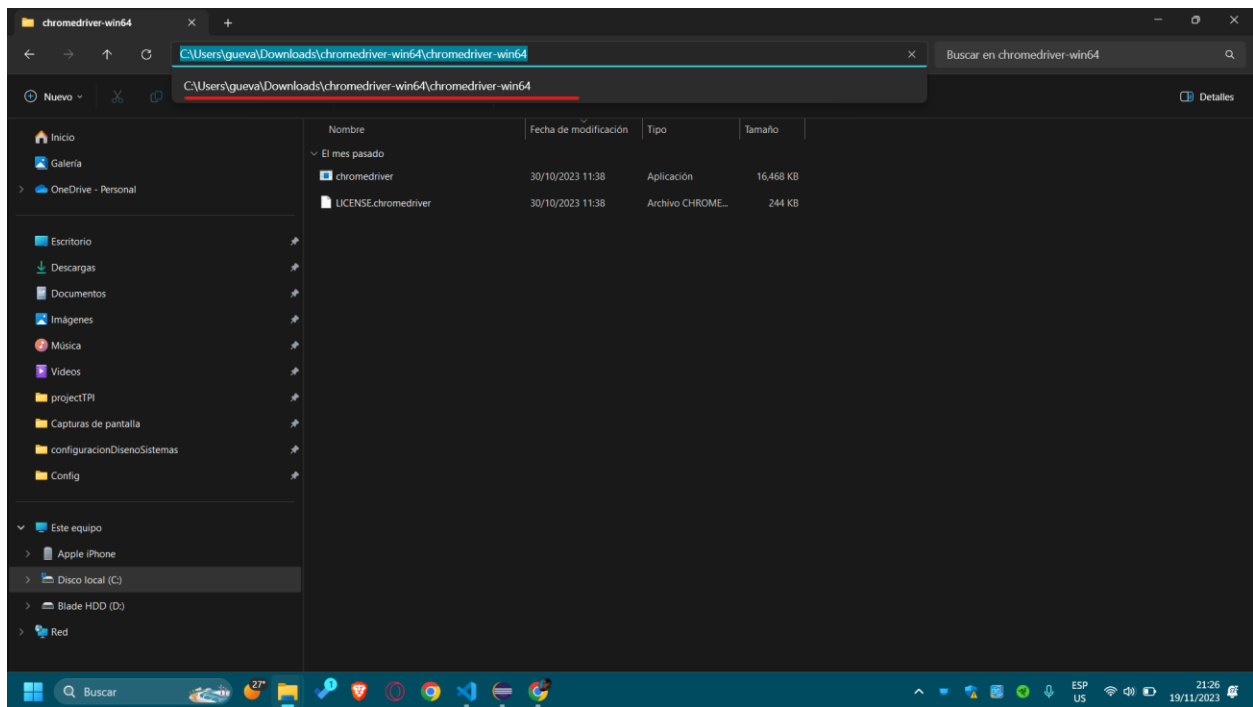 chromedriver-win64
C:\Users\gueva\Downloads\chromedriver-win64\chromedriver-win64
Buscar en chromedriver-win64
C:\Users\gueva\Downloads\chromedriver-win64\chromedriver-win64
Nuevo
Detalles
Inicio
Galería
OneDrive - Personal
Escritorio
Descargas
Documentos
Imágenes
Música
Videos
projectTPI
Capturas de pantalla
configuracionDisenoSistemas
Config
Este equipo
Apple iPhone
Disco local (C:)
Blade HDD (D:)
Red
Nombre Fecha de modificación Tipo Tamaño
El mes pasado
chromedriver 30/10/2023 11:38 Aplicación 16,468 KB
LICENSE.chromedriver 30/10/2023 11:38 Archivo CHROME... 244 KB
Buscar
27°
1
ESP
US
21:26
19/11/2023